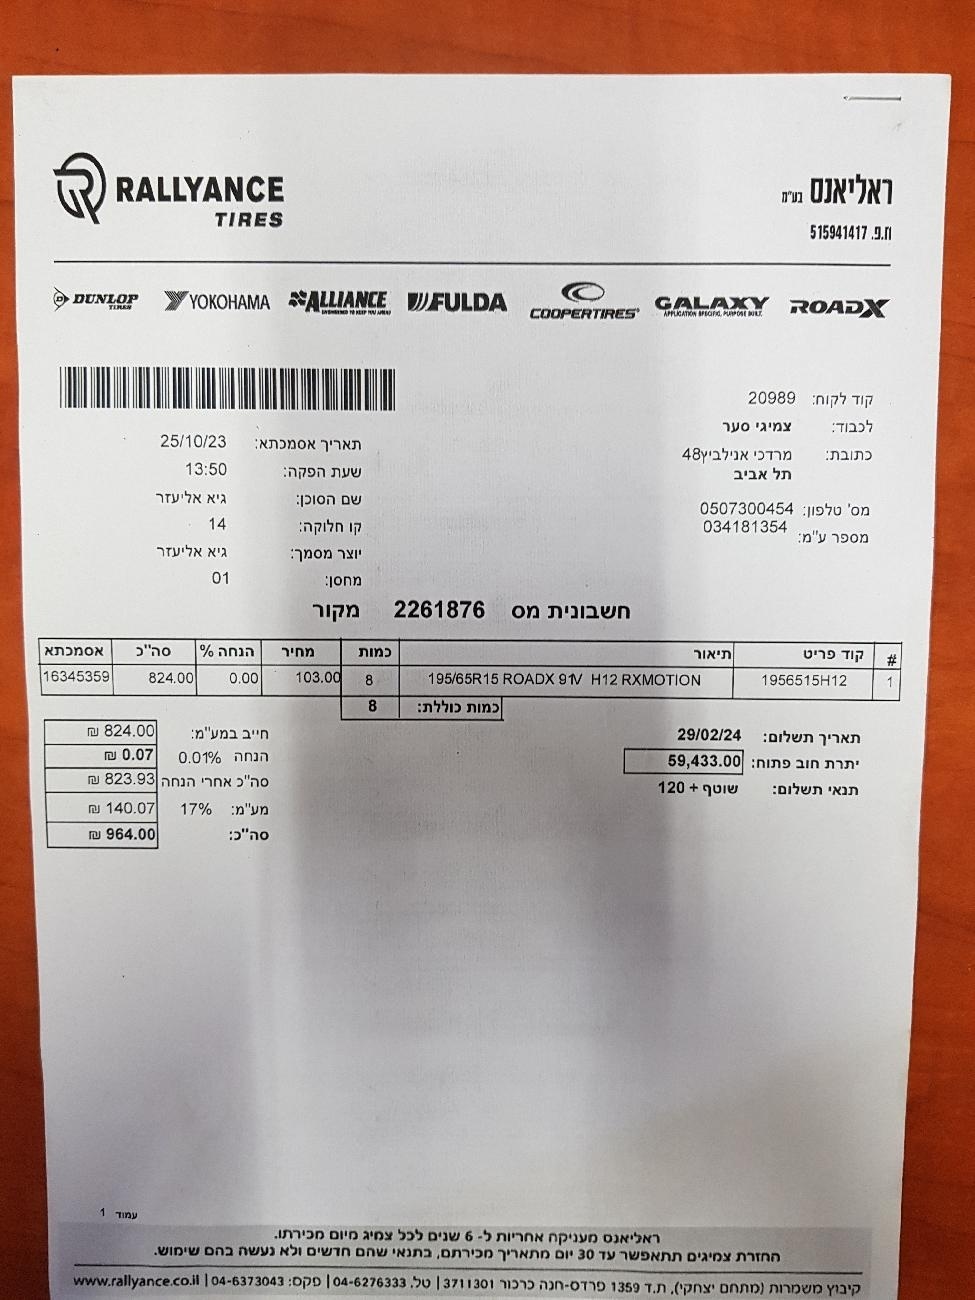 RALLYANCE
TIRES
ראליאנס בע"מ
ח.פ. 515941417
DUNLOP TIRES YOKOHAMA ALLIANCE FULDA COOPERTIRES GALAXY ROADX
APPLICATION SPECIFIC, PURPOSE BUILT.
קוד לקוח: 20989
לכבוד: צמיגי סער
כתובת: מרדכי אנילביץ48
תל אביב
מס' טלפון: 0507300454
מספר ע"מ: 034181354
תאריך אסמכתא: 25/10/23
שעת הפקה: 13:50
שם הסוכן: גיא אליעזר
קו חלוקה: 14
יוצר מסמך: גיא אליעזר
מחסן: 01
חשבונית מס 2261876 מקור
# קוד פריט תיאור כמות מחיר הנחה % סה"כ אסמכתא
1 1956515H12 195/65R15 ROADX 91V H12 RXMOTION 8 103.00 0.00 824.00 16345359
כמות כוללת: 8
תאריך תשלום: 29/02/24
יתרת חוב פתוח: 59,433.00
תנאי תשלום: שוטף + 120
חייב במע"מ: 824.00 ₪
הנחה 0.01% 0.07 ₪
סה"כ אחרי הנחה 823.93 ₪
מע"מ: 17% 140.07 ₪
סה"כ: 964.00 ₪
עמוד 1
ראליאנס מעניקה אחריות ל- 6 שנים לכל צמיג מיום מכירתו.
החזרת צמיגים תתאפשר עד 30 יום מתאריך מכירתם, בתנאי שהם חדשים ולא נעשה בהם שימוש.
קיבוץ משמרות (מתחם יצחקי), ת.ד 1359 פרדס-חנה כרכור 3711301 | טל. 04-6276333 | פקס: 04-6373043 | www.rallyance.co.il